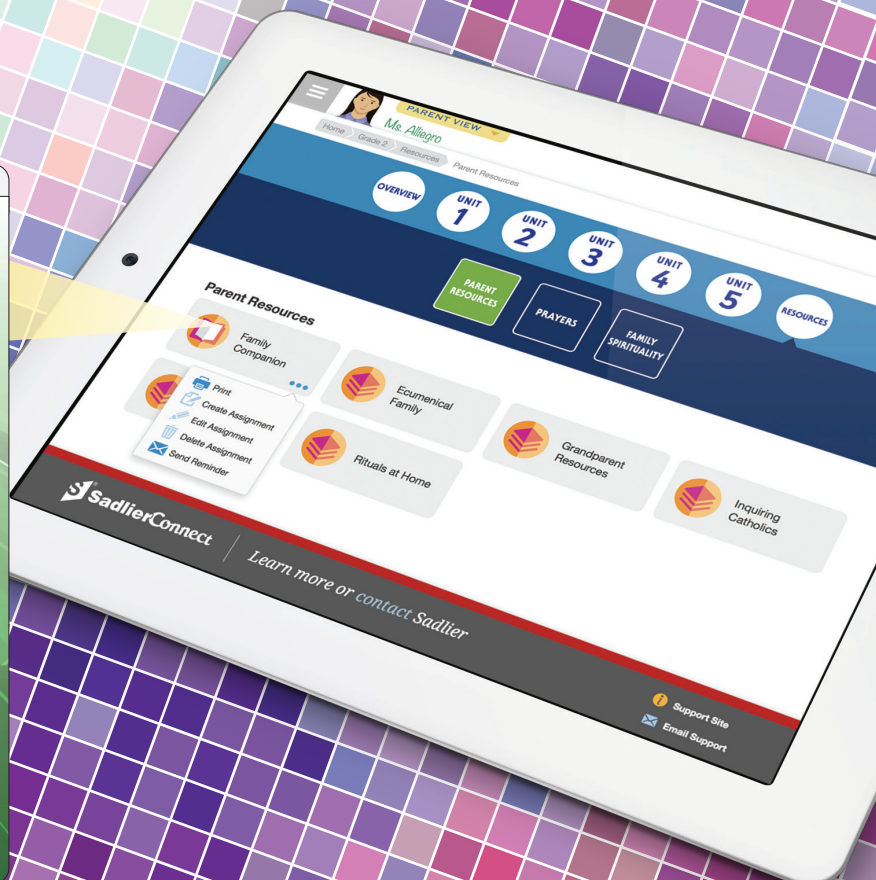 PARENT VIEW
Ms. Allegro
Home Grade 2 Resources Parent Resources
OVERVIEW
UNIT
1
UNIT
2
UNIT
3
UNIT
4
UNIT
5
RESOURCES
PARENT
RESOURCES
PRAYERS
FAMILY
SPIRITUALITY
Parent Resources
Family
Companion
Ecumenical
Family
Grandparent
Resources
Inquiring
Catholics
Print
Create Assignment
Edit Assignment
Delete Assignment
Send Reminder
Rituals at Home
SadlierConnect
Learn more or contact Sadlier
Support Site
Email Support